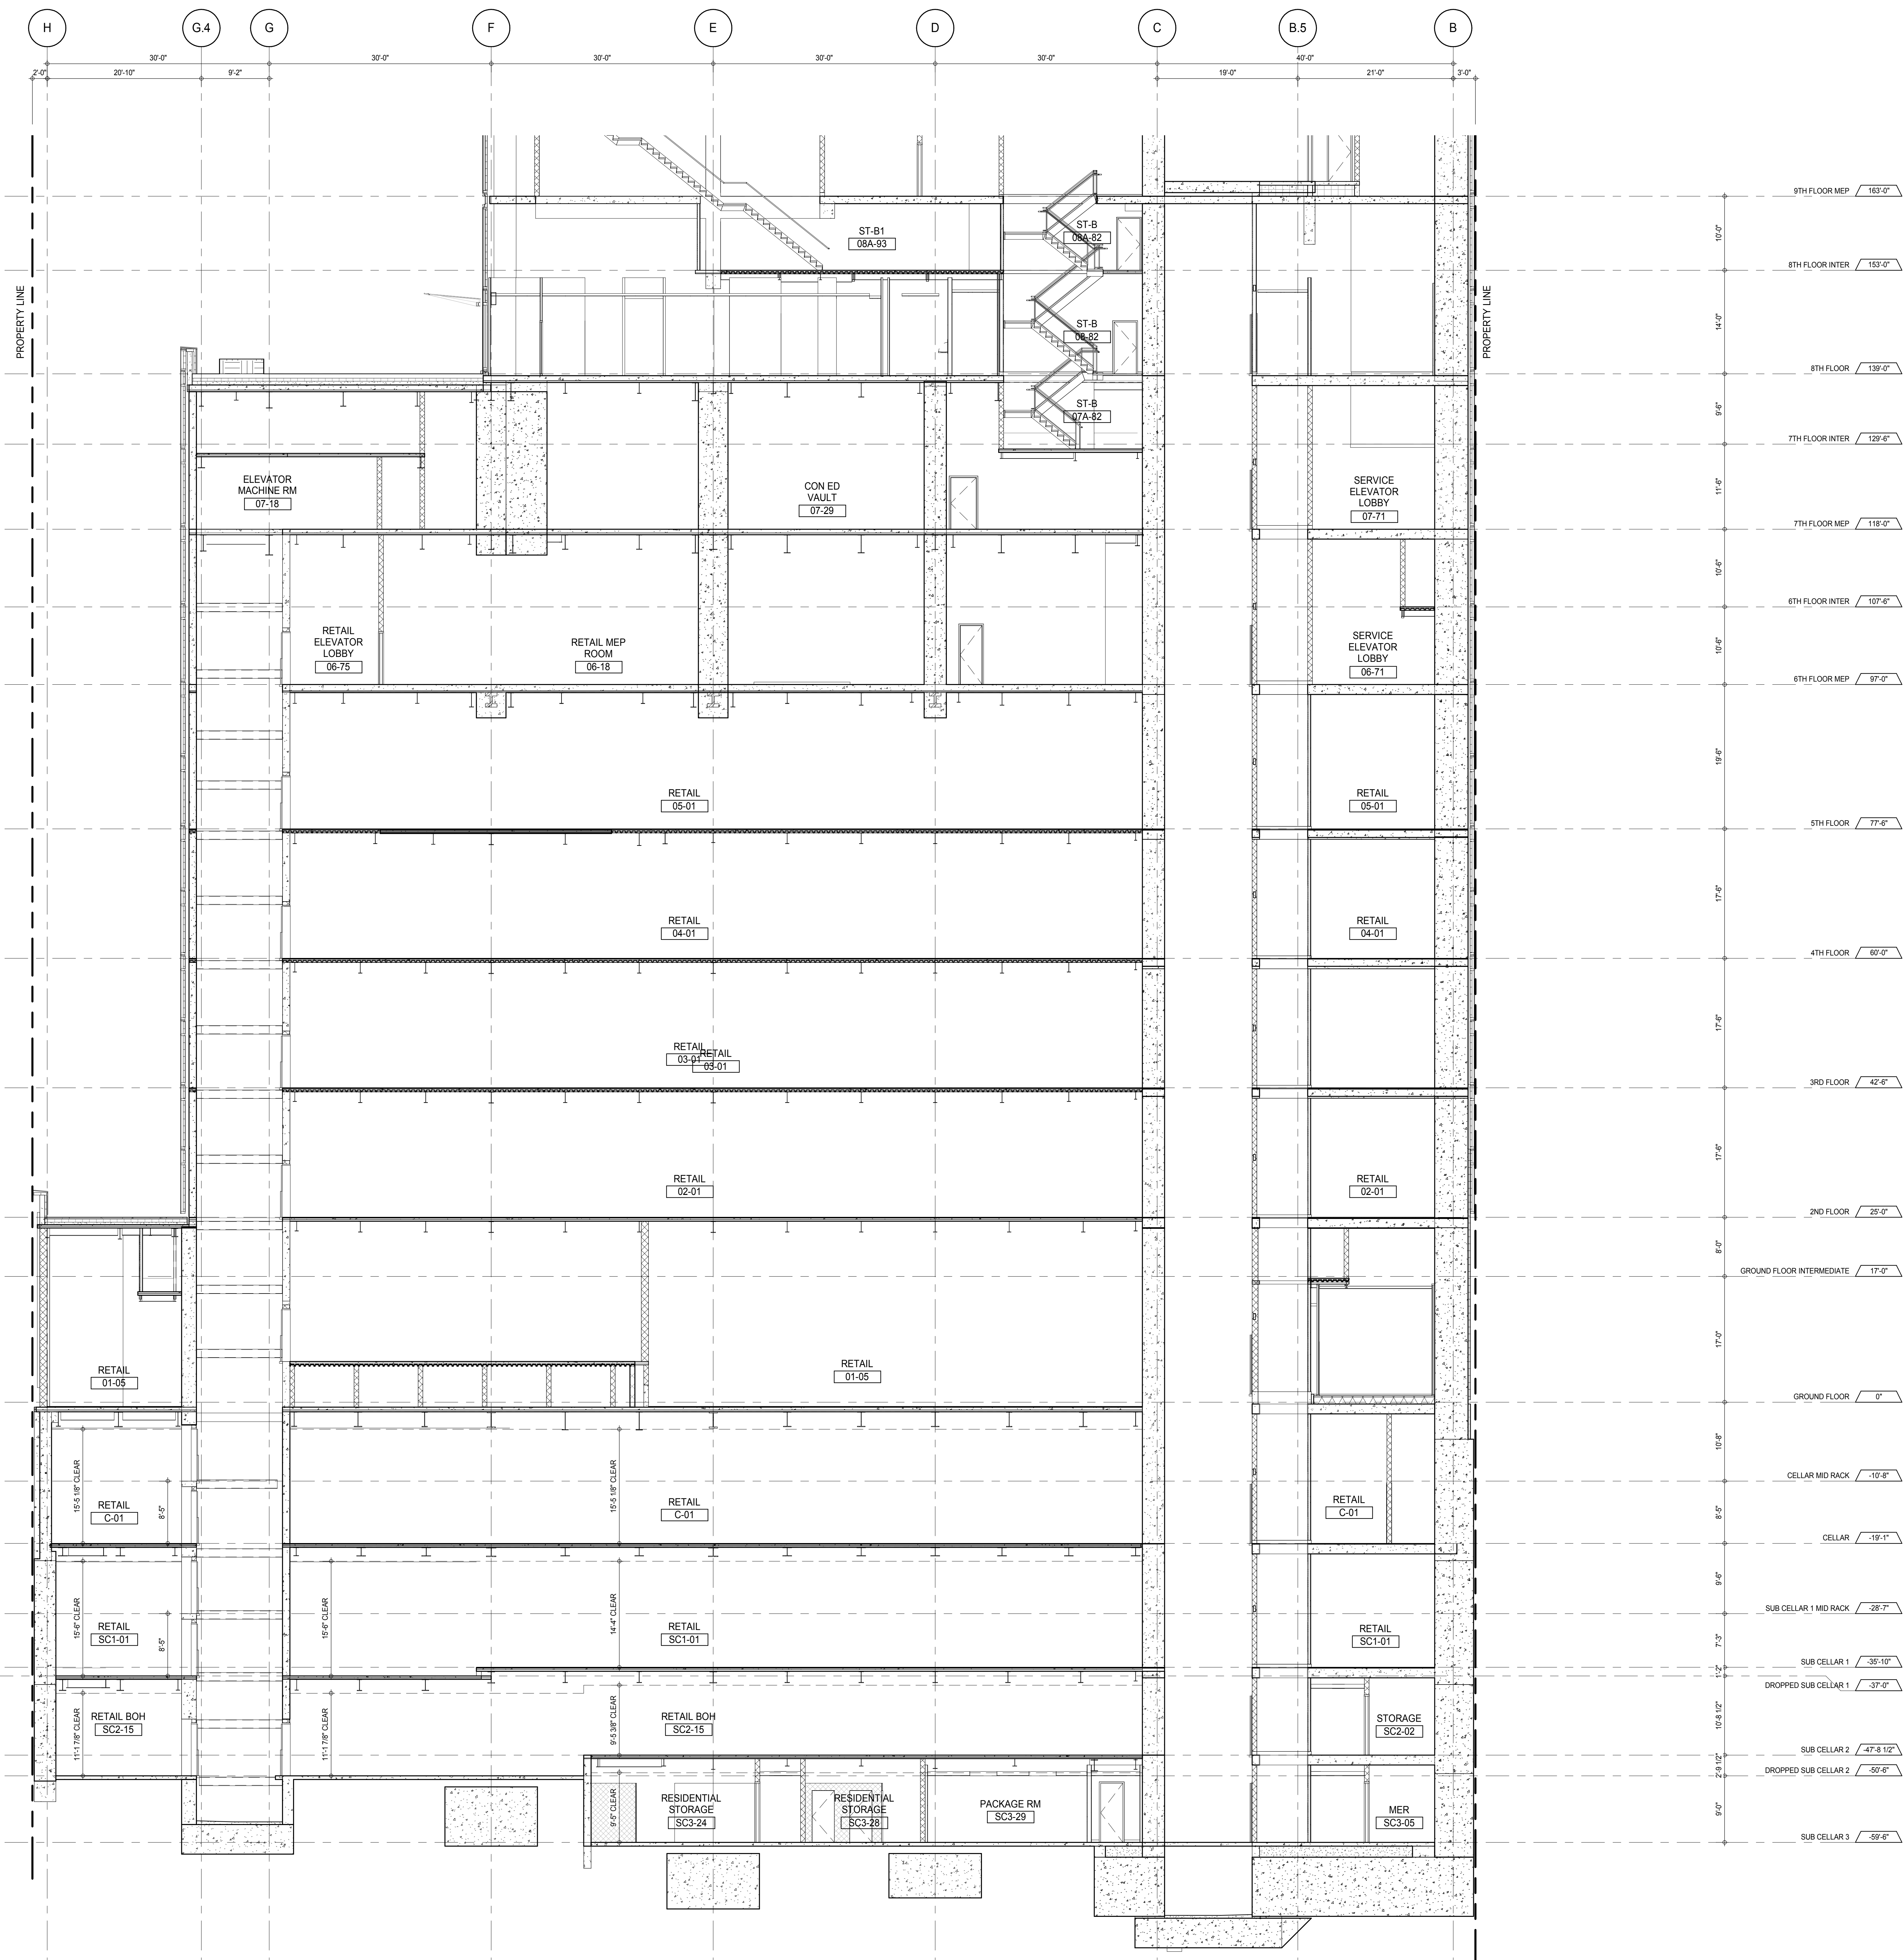 H
G.4
G
F
E
D
C
B.5
B
30'-0"
30'-0"
30'-0"
30'-0"
30'-0"
40'-0"
2'-0"
20'-10"
9'-2"
19'-0"
21'-0"
3'-0"
9TH FLOOR MEP 163'-0"
10'-0"
ST-B1
08A-93
ST-B
08A-82
8TH FLOOR INTER 153'-0"
PROPERTY LINE
PROPERTY LINE
14'-0"
ST-B
08-82
8TH FLOOR 139'-0"
9'-6"
ST-B
07A-82
7TH FLOOR INTER 129'-6"
11'-6"
ELEVATOR
MACHINE RM
07-18
CON ED
VAULT
07-29
SERVICE
ELEVATOR
LOBBY
07-71
7TH FLOOR MEP 118'-0"
10'-6"
6TH FLOOR INTER 107'-6"
10'-6"
RETAIL
ELEVATOR
LOBBY
06-75
RETAIL MEP
ROOM
06-18
SERVICE
ELEVATOR
LOBBY
06-71
6TH FLOOR MEP 97'-0"
19'-6"
RETAIL
05-01
RETAIL
05-01
5TH FLOOR 77'-6"
17'-6"
RETAIL
04-01
RETAIL
04-01
4TH FLOOR 60'-0"
17'-6"
RETAIL
03-01
RETAIL
03-01
3RD FLOOR 42'-6"
17'-6"
RETAIL
02-01
RETAIL
02-01
2ND FLOOR 25'-0"
8'-0"
GROUND FLOOR INTERMEDIATE 17'-0"
17'-0"
RETAIL
01-05
RETAIL
01-05
GROUND FLOOR 0"
10'-8"
15'-5 1/8" CLEAR
15'-5 1/8" CLEAR
CELLAR MID RACK -10'-8"
RETAIL
C-01
8'-5"
RETAIL
C-01
RETAIL
C-01
8'-5"
CELLAR -19'-1"
9'-6"
15'-6" CLEAR
15'-6" CLEAR
14'-4" CLEAR
SUB CELLAR 1 MID RACK -28'-7"
RETAIL
SC1-01
8'-5"
RETAIL
SC1-01
RETAIL
SC1-01
7'-3"
SUB CELLAR 1 -35'-10"
1'-2"
DROPPED SUB CELLAR 1 -37'-0"
11'-1 7/8" CLEAR
11'-1 7/8" CLEAR
9'-5 3/8" CLEAR
RETAIL BOH
SC2-15
RETAIL BOH
SC2-15
STORAGE
SC2-02
10'-8 1/2"
SUB CELLAR 2 -47'-8 1/2"
2'-9 1/2"
DROPPED SUB CELLAR 2 -50'-6"
9'-5" CLEAR
RESIDENTIAL
STORAGE
SC3-24
RESIDENTIAL
STORAGE
SC3-28
PACKAGE RM
SC3-29
MER
SC3-05
9'-0"
SUB CELLAR 3 -59'-6"